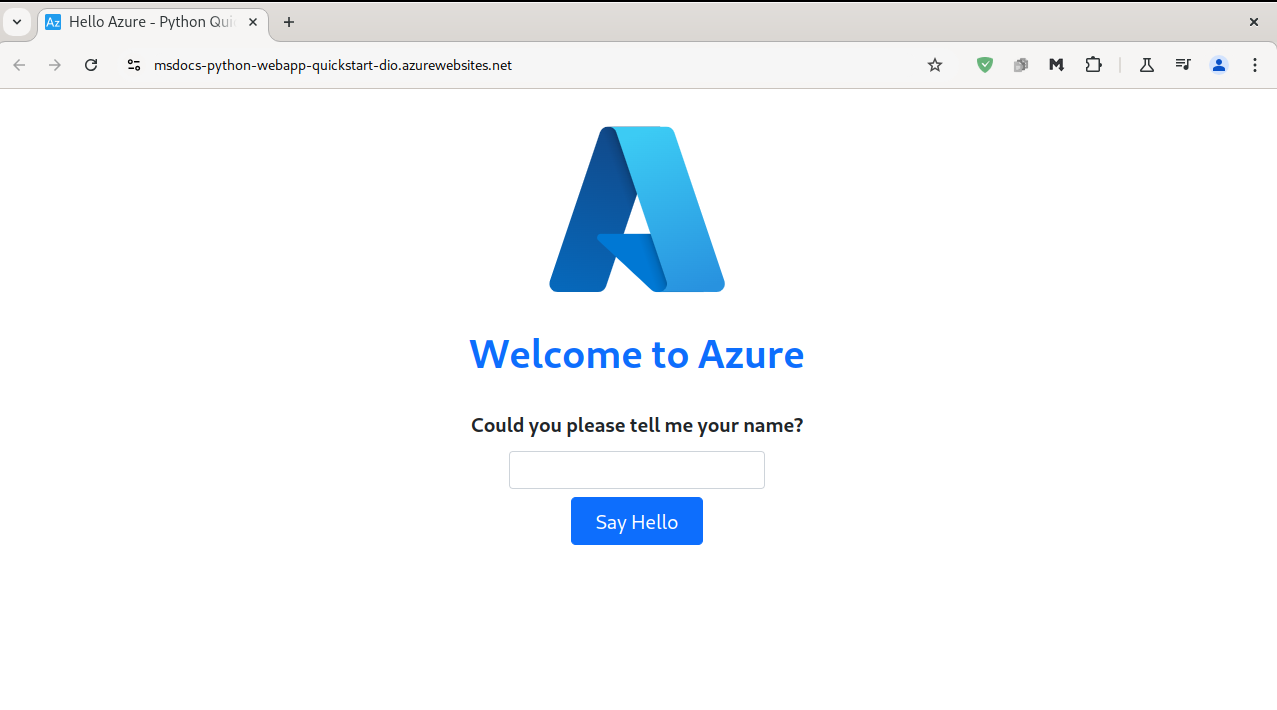 Az Hello Azure - Python Qui
msdocs-python-webapp-quickstart-dio.azurewebsites.net
Welcome to Azure
Could you please tell me your name?
Say Hello